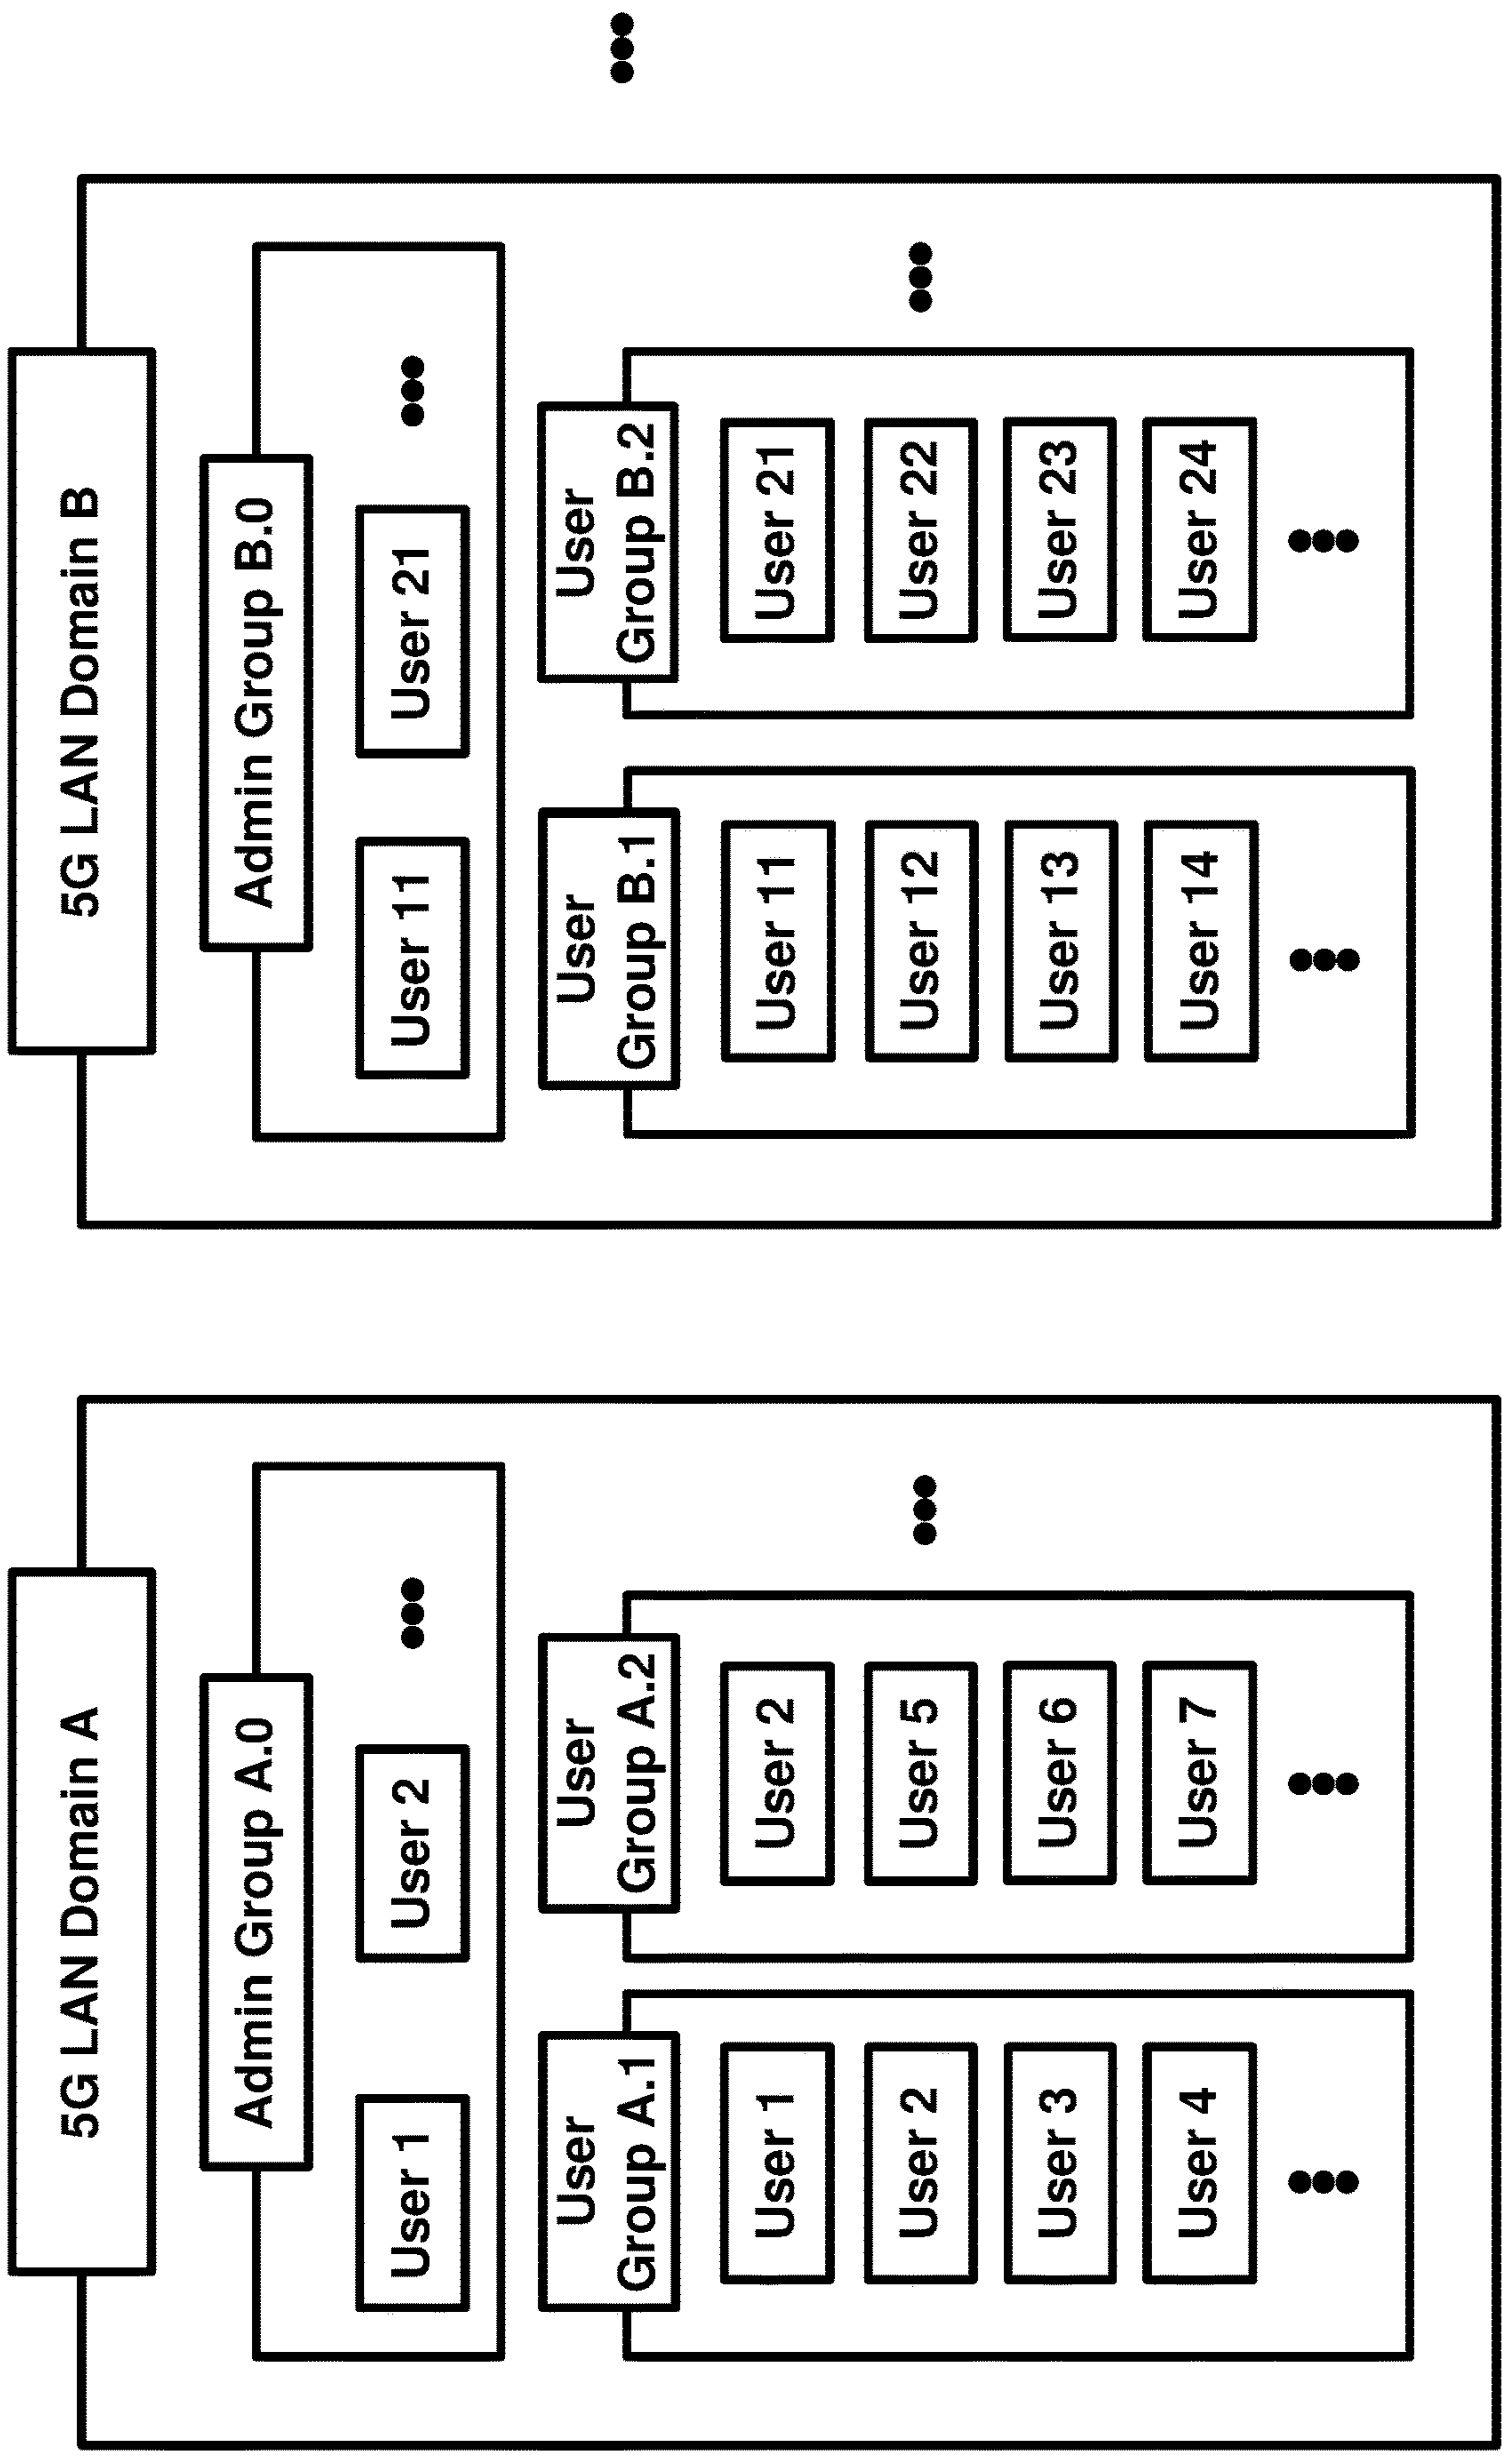 5G LAN Domain A
Admin Group A.0
User 1
User 2
User
Group A.1
User 1
User 2
User 3
User 4
User
Group A.2
User 2
User 5
User 6
User 7
5G LAN Domain B
Admin Group B.0
User 11
User 21
User
Group B.1
User 11
User 12
User 13
User 14
User
Group B.2
User 21
User 22
User 23
User 24